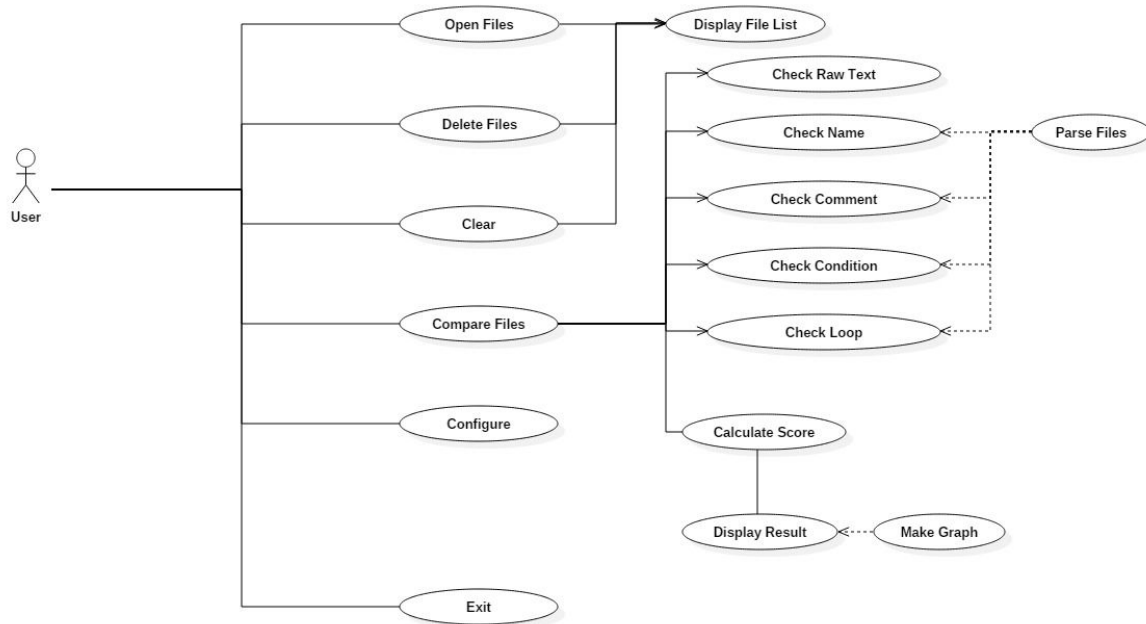 Open Files
Display File List
Check Raw Text
Delete Files
Check Name
Parse Files
User
Clear
Check Comment
Check Condition
Compare Files
Check Loop
Configure
Calculate Score
Display Result
Make Graph
Exit